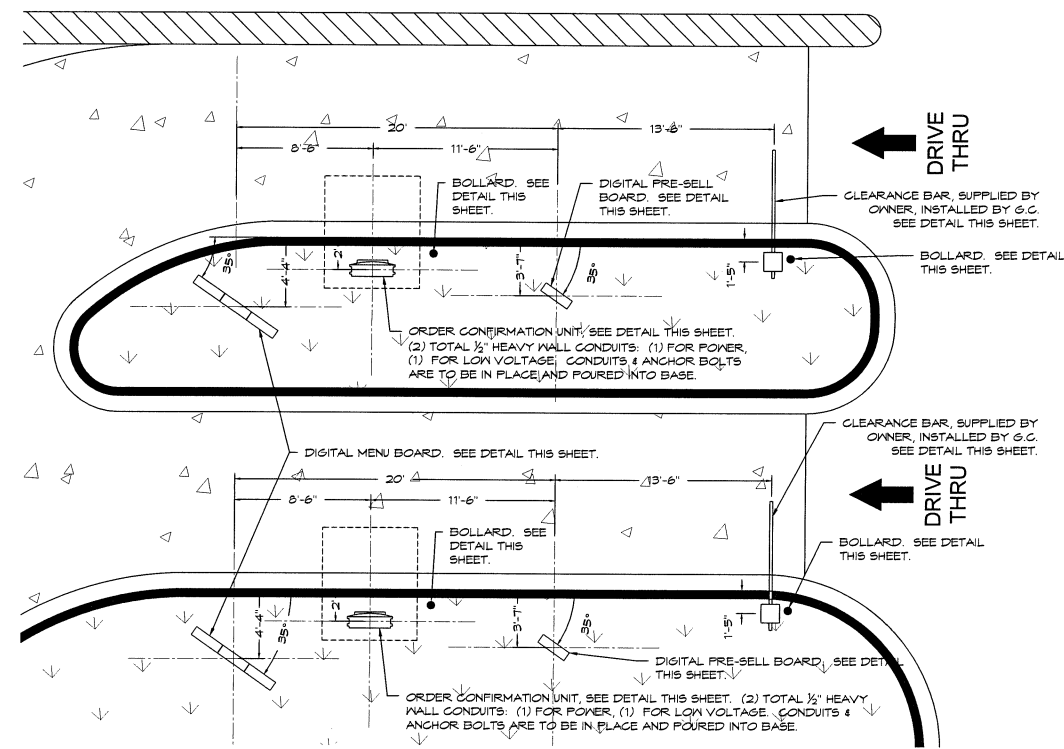 20'
13'-6"
8'-6"
11'-6"
DRIVE
THRU
BOLLARD. SEE
DETAIL THIS
SHEET.
DIGITAL PRE-SELL
BOARD. SEE DETAIL
THIS SHEET.
CLEARANCE BAR, SUPPLIED BY
OWNER, INSTALLED BY G.C.
SEE DETAIL THIS SHEET.
BOLLARD. SEE DETAIL
THIS SHEET.
35°
4'-4"
2'
3'-7"
35°
1'-5"
ORDER CONFIRMATION UNIT, SEE DETAIL THIS SHEET.
(2) TOTAL ½" HEAVY WALL CONDUITS: (1) FOR POWER,
(1) FOR LOW VOLTAGE. CONDUITS & ANCHOR BOLTS
ARE TO BE IN PLACE AND POURED INTO BASE.
CLEARANCE BAR, SUPPLIED BY
OWNER, INSTALLED BY G.C.
SEE DETAIL THIS SHEET.
DIGITAL MENU BOARD. SEE DETAIL THIS SHEET.
20'
13'-6"
8'-6"
11'-6"
DRIVE
THRU
BOLLARD. SEE
DETAIL THIS
SHEET.
BOLLARD. SEE DETAIL
THIS SHEET.
4'-4"
35°
2'
3'-7"
35°
1'-5"
DIGITAL PRE-SELL BOARD. SEE DETAIL
THIS SHEET.
ORDER CONFIRMATION UNIT, SEE DETAIL THIS SHEET. (2) TOTAL ½" HEAVY
WALL CONDUITS: (1) FOR POWER, (1) FOR LOW VOLTAGE. CONDUITS &
ANCHOR BOLTS ARE TO BE IN PLACE AND POURED INTO BASE.